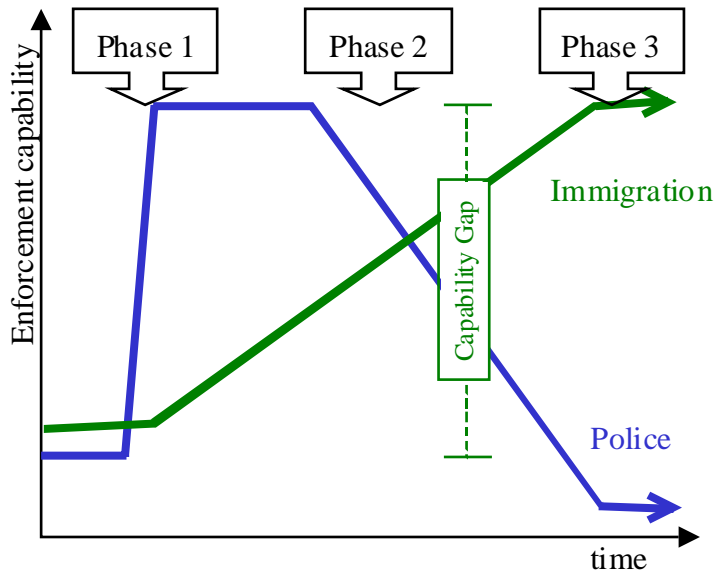 Phase 1
Phase 2
Phase 3
Enforcement capability
Immigration
Capability Gap
Police
time